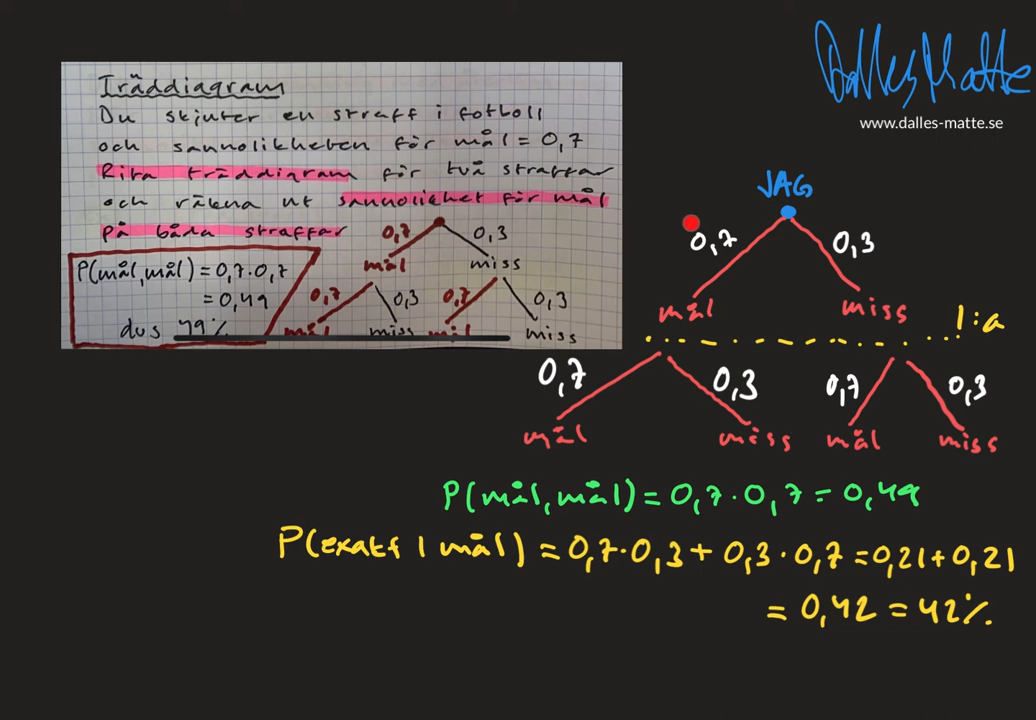 Dalles Matte
www.dalles-matte.se
Träddiagram
Du skjuter en straff i fotboll
och sannolikheten för mål = 0,7
Rita träddigram för två straffar
och räkna ut sannolighet för mål
på båda straffar
P(mål, mål) = 0,7 · 0,7
= 0,49
dus 49%
0,7 0,3
mål miss
0,7 0,3 0,7 0,3
mål miss mål miss
JAG
0,7 0,3
mål miss
1:a
0,7 0,3 0,7 0,3
mål miss mål miss
P(mål, mål) = 0,7 · 0,7 = 0,49
P(exatf 1 mål) = 0,7 · 0,3 + 0,3 · 0,7 = 0,21 + 0,21
= 0,42 = 42%